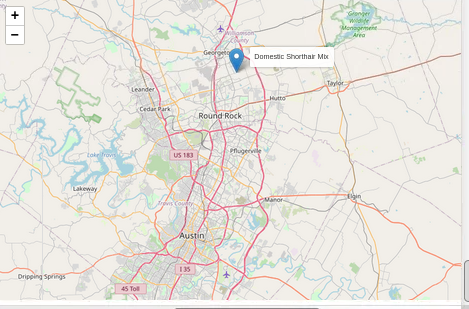 +
−
Granger
Wildlife
Management
Area
Williamson
County
Georgeto
Domestic Shorthair Mix
Taylor
Leander
Hutto
Cedar Park
Round Rock
US 183
Pflugerville
Lake Travis
Lakeway
Travis County
Manor
Elgin
Austin
I 35
Dripping Springs
45 Toll